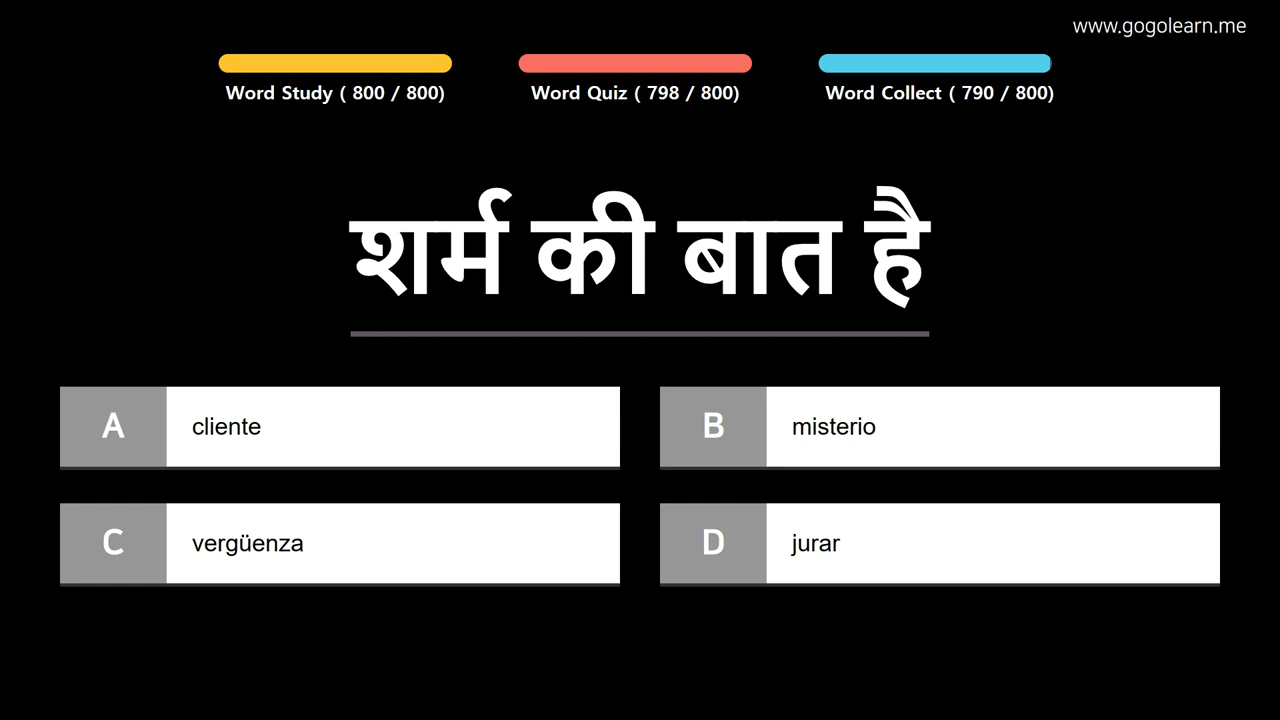 www.gogolearn.me
Word Study ( 800 / 800)
Word Quiz ( 798 / 800)
Word Collect ( 790 / 800)
शर्म की बात है
A
cliente
B
misterio
C
vergüenza
D
jurar